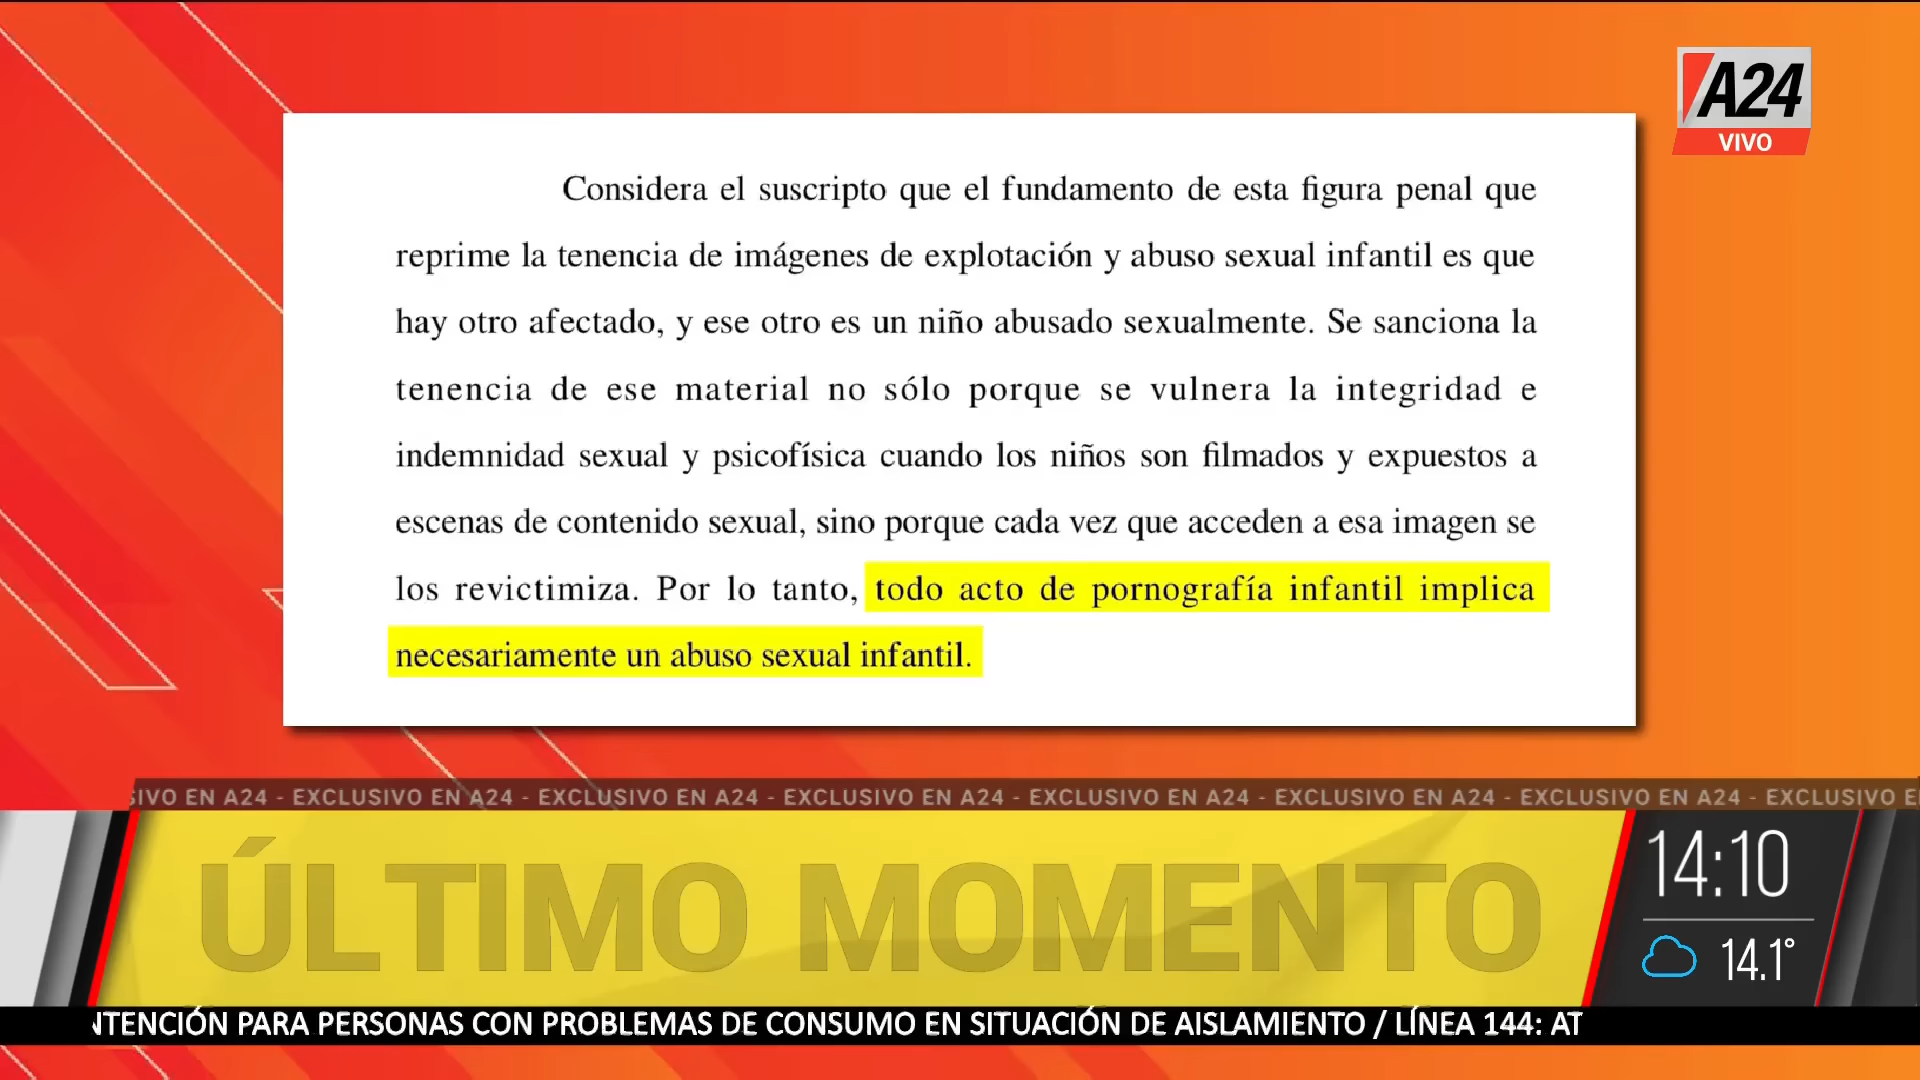 A24
VIVO
Considera el suscripto que el fundamento de esta figura penal que
reprime la tenencia de imágenes de explotación y abuso sexual infantil es que
hay otro afectado, y ese otro es un niño abusado sexualmente. Se sanciona la
tenencia de ese material no sólo porque se vulnera la integridad e
indemnidad sexual y psicofísica cuando los niños son filmados y expuestos a
escenas de contenido sexual, sino porque cada vez que acceden a esa imagen se
los revictimiza. Por lo tanto, todo acto de pornografía infantil implica
necesariamente un abuso sexual infantil.
SIVO EN A24 - EXCLUSIVO EN A24 - EXCLUSIVO EN A24 - EXCLUSIVO EN A24 - EXCLUSIVO EN A24 - EXCLUSIVO EN A24 - EXCLUSIVO EN A24 - EXCLUSIVO E
ÚLTIMO MOMENTO
14:10
14.1°
NTENCIÓN PARA PERSONAS CON PROBLEMAS DE CONSUMO EN SITUACIÓN DE AISLAMIENTO / LÍNEA 144: AT